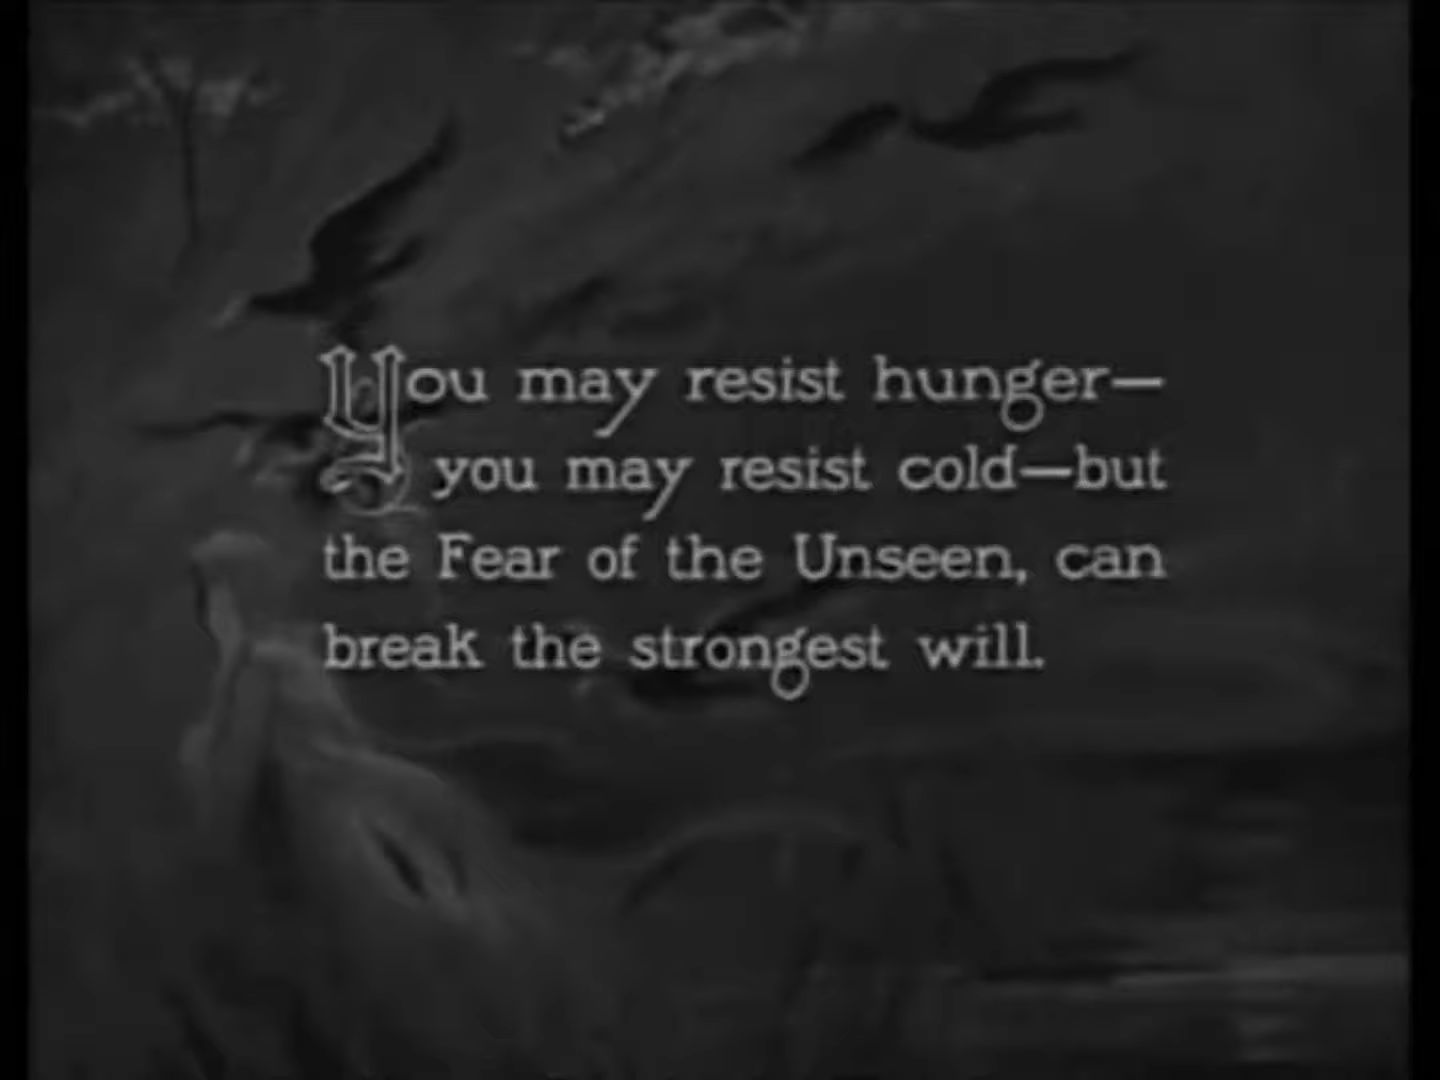 You may resist hunger—
you may resist cold—but
the Fear of the Unseen, can
break the strongest will.